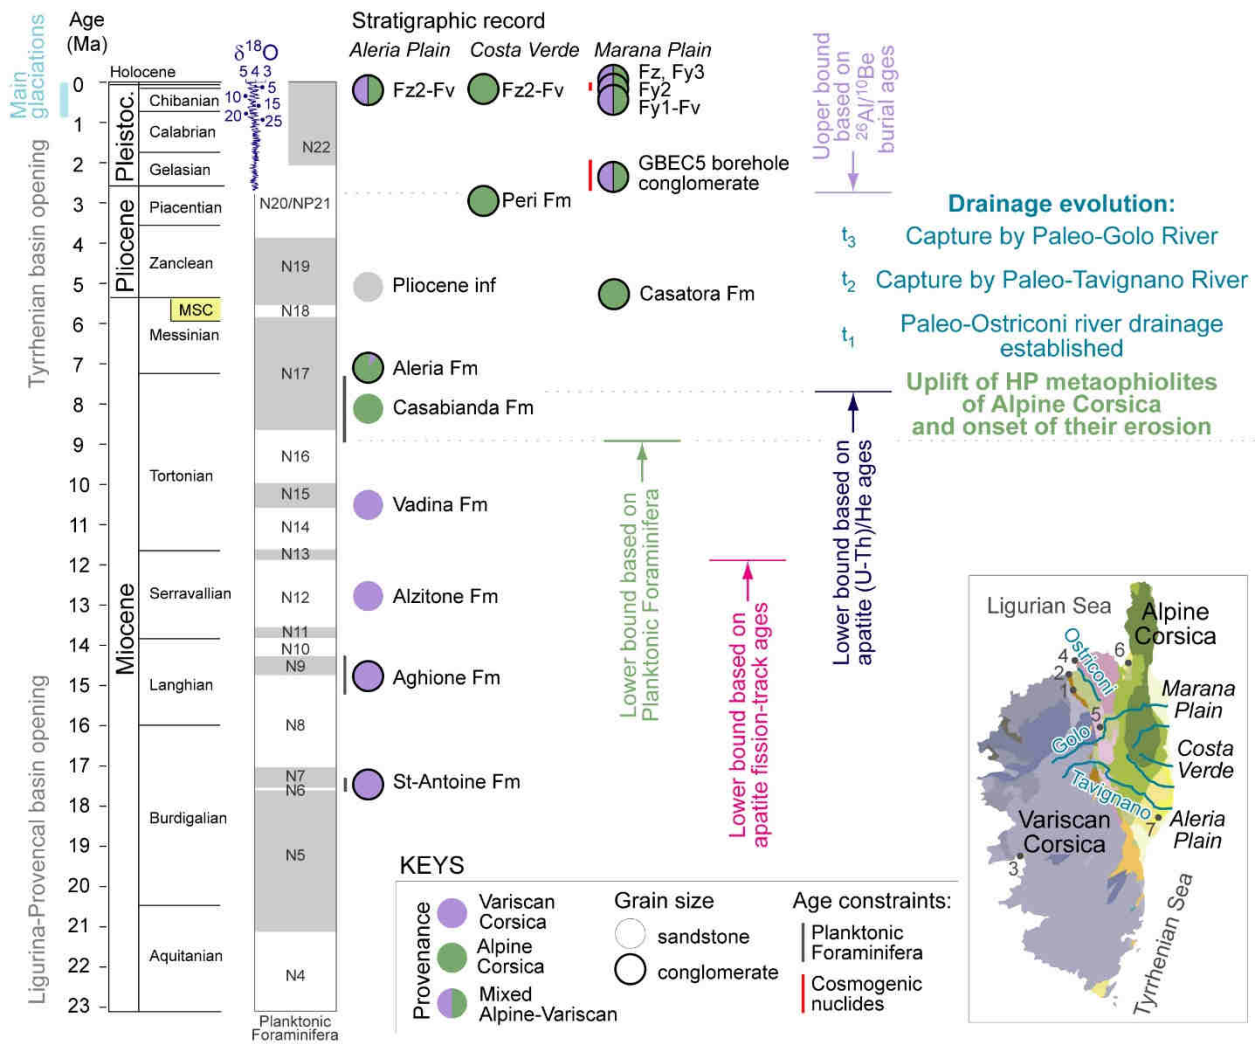 Main
glaciations
Tyrrhenian basin opening
Ligurina-Provencal basin opening
Age
(Ma)
0
1
2
3
4
5
6
7
8
9
10
11
12
13
14
15
16
17
18
19
20
21
22
23
Pleistoc.
Pliocene
Miocene
Holocene
Chibanian
Calabrian
Gelasian
Piacentian
Zanclean
MSC
Messinian
Tortonian
Serravallian
Langhian
Burdigalian
Aquitanian
δ18O
5 4 3
5
10
15
20
25
N22
N20/NP21
N19
N18
N17
N16
N15
N14
N13
N12
N11
N10
N9
N8
N7
N6
N5
N4
Planktonic
Foraminifera
Stratigraphic record
Aleria Plain
Costa Verde
Marana Plain
Fz2-Fv
Fz2-Fv
Fz, Fy3
Fy2
Fy1-Fv
GBEC5 borehole
conglomerate
Peri Fm
Pliocene inf
Casatora Fm
Aleria Fm
Casabianda Fm
Vadina Fm
Alzitone Fm
Aghione Fm
St-Antoine Fm
Lower bound based on
Planktonic Foraminifera
Lower bound based on
apatite fission-track ages
Lower bound based on
apatite (U-Th)/He ages
Uoper bound
based on
26Al/10Be
burial ages
Drainage evolution:
t3 Capture by Paleo-Golo River
t2 Capture by Paleo-Tavignano River
t1 Paleo-Ostriconi river drainage
established
Uplift of HP metaophiolites
of Alpine Corsica
and onset of their erosion
KEYS
Provenance
Variscan
Corsica
Alpine
Corsica
Mixed
Alpine-Variscan
Grain size
sandstone
conglomerate
Age constraints:
Planktonic
Foraminifera
Cosmogenic
nuclides
Ligurian Sea
Alpine
Corsica
Ostriconi
4
6
2
1
5
Marana
Plain
Golo
Costa
Verde
Tavignano
Variscan
Corsica
7
Aleria
Plain
3
Tyrrhenian Sea